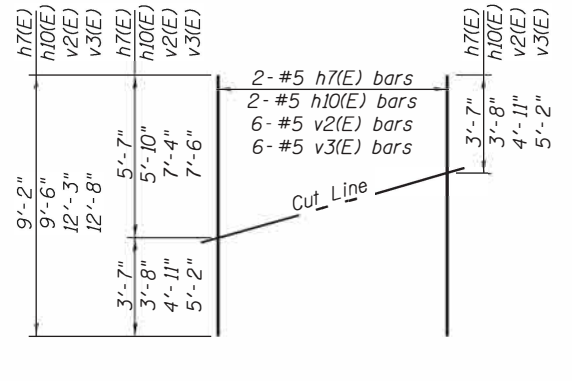 h7(E)
h10(E)
v2(E)
v3(E)
h7(E)
h10(E)
v2(E)
v3(E)
h7(E)
h10(E)
v2(E)
v3(E)
2-#5 h7(E) bars
2-#5 h10(E) bars
6-#5 v2(E) bars
6-#5 v3(E) bars
9'-2"
9'-6"
12'-3"
12'-8"
5'-7"
5'-10"
7'-4"
7'-6"
3'-7"
3'-8"
4'-11"
5'-2"
Cut Line
3'-7"
3'-8"
4'-11"
5'-2"